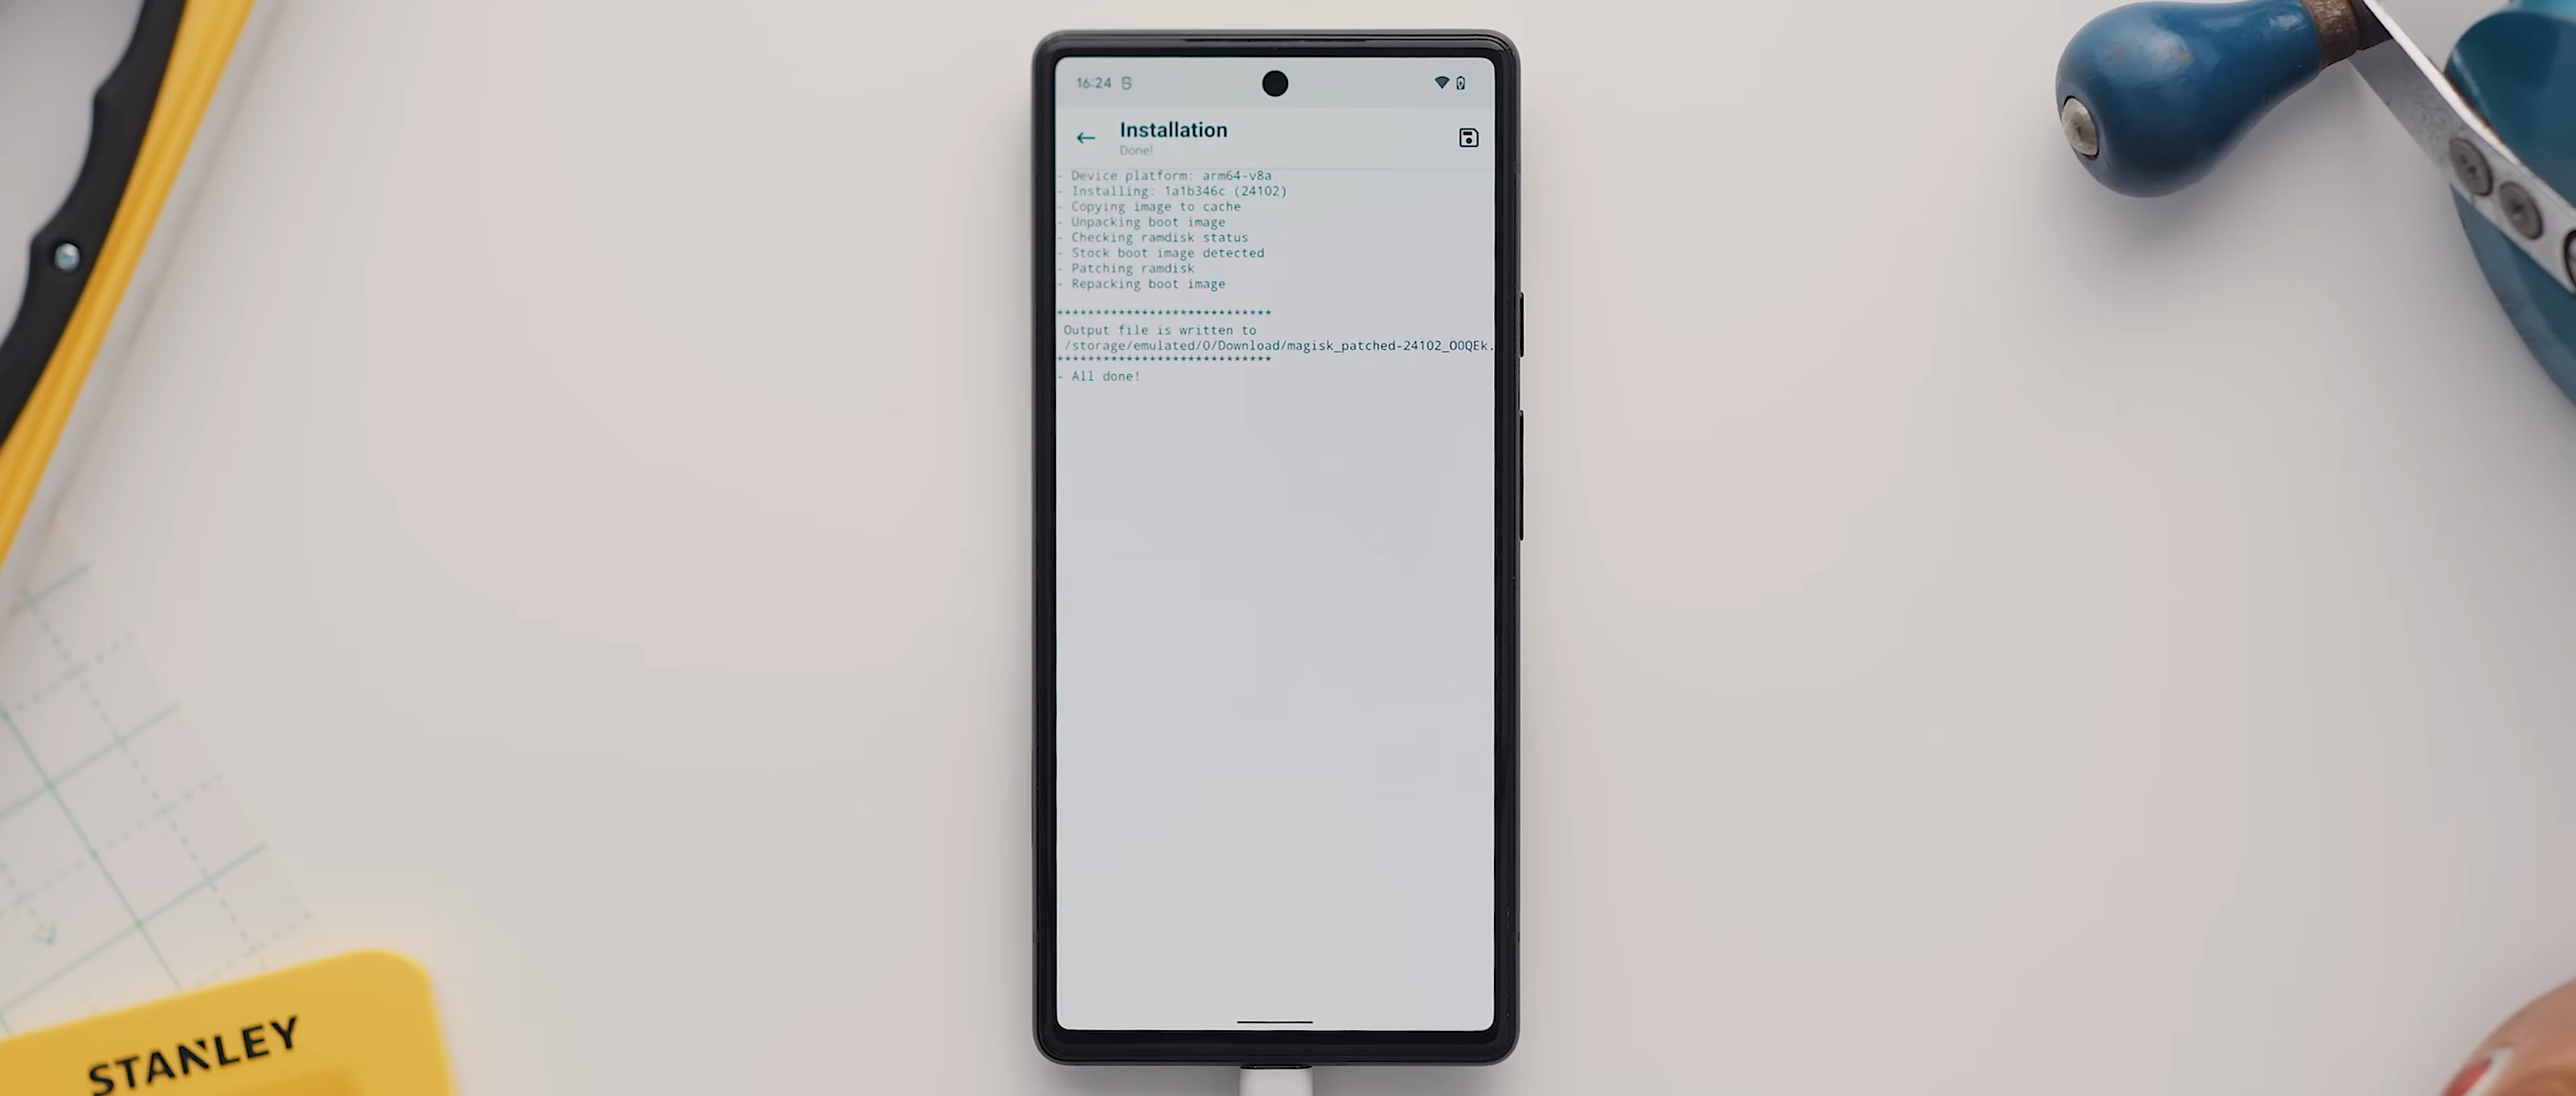 16:24
Installation
Done!
- Device platform: arm64-v8a
- Installing: 1a1b346c (24102)
- Copying image to cache
- Unpacking boot image
- Checking ramdisk status
- Stock boot image detected
- Patching ramdisk
- Repacking boot image
****************************
Output file is written to
/storage/emulated/0/Download/magisk_patched-24102_O0QEk.
****************************
- All done!
STANLEY